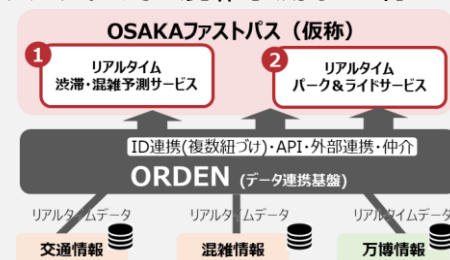 OSAKAファストパス（仮称）
1
リアルタイム
渋滞・混雑予測サービス
2
リアルタイム
パーク&ライドサービス
ID連携(複数紐づけ)・API・外部連携・仲介
ORDEN (データ連携基盤)
リアルタイムデータ
リアルタイムデータ
リアルタイムデータ
交通情報
混雑情報
万博情報